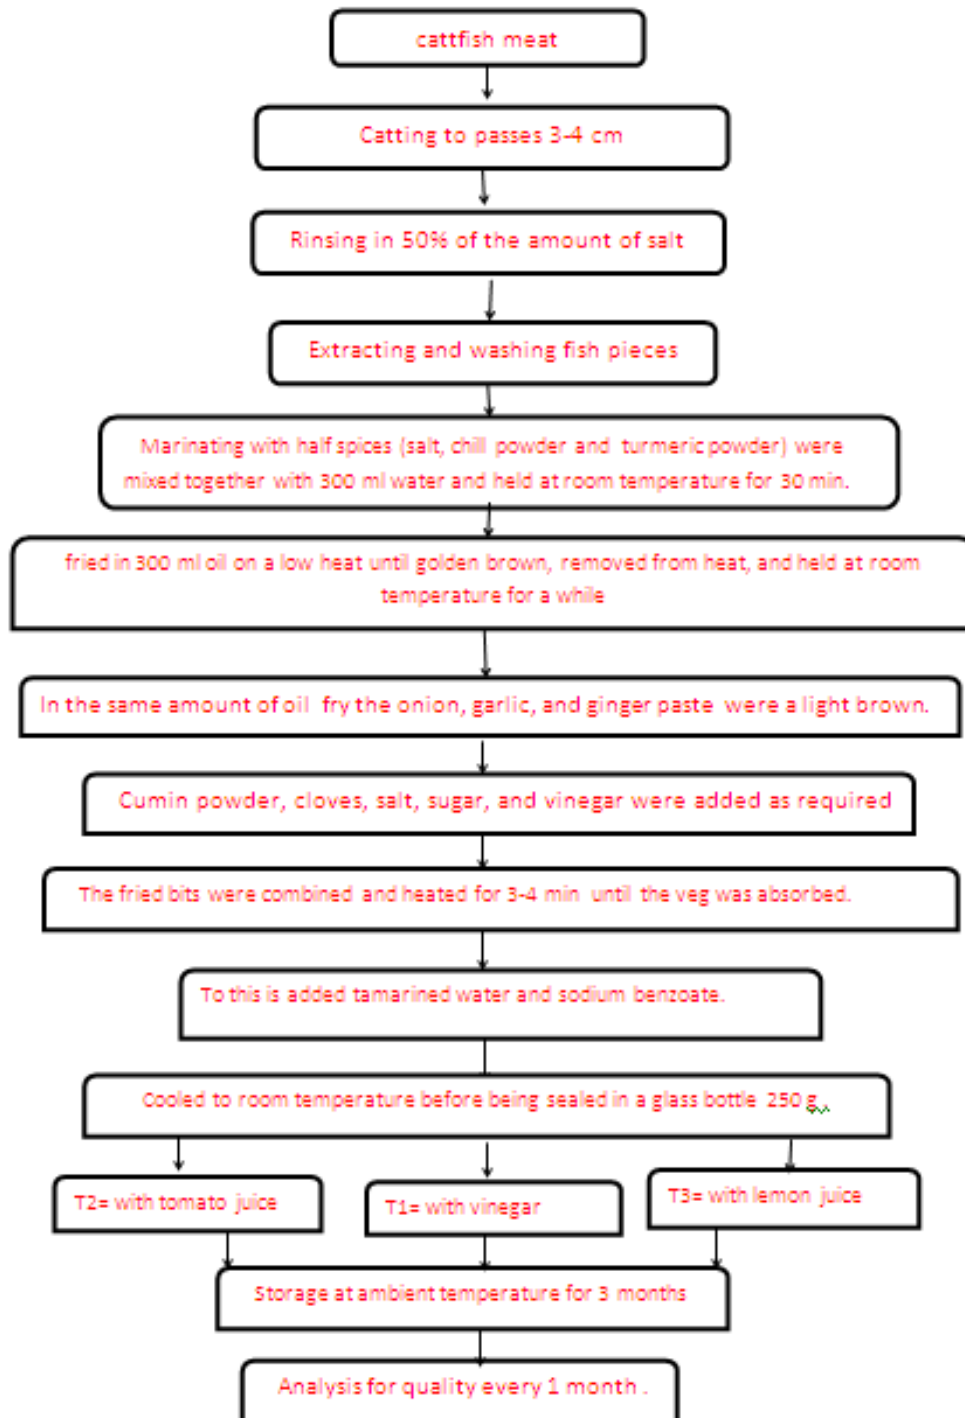 cattfish meat
Catting to passes 3-4 cm
Rinsing in 50% of the amount of salt
Extracting and washing fish pieces
Marinating with half spices (salt, chill powder and turmeric powder) were
mixed together with 300 ml water and held at room temperature for 30 min.
fried in 300 ml oil on a low heat until golden brown, removed from heat, and held at room
temperature for a while
In the same amount of oil fry the onion, garlic, and ginger paste were a light brown.
Cumin powder, cloves, salt, sugar, and vinegar were added as required
The fried bits were combined and heated for 3-4 min until the veg was absorbed.
To this is added tamarined water and sodium benzoate.
Cooled to room temperature before being sealed in a glass bottle 250 g .
T2= with tomato juice
T1= with vinegar
T3= with lemon juice
Storage at ambient temperature for 3 months
Analysis for quality every 1 month .